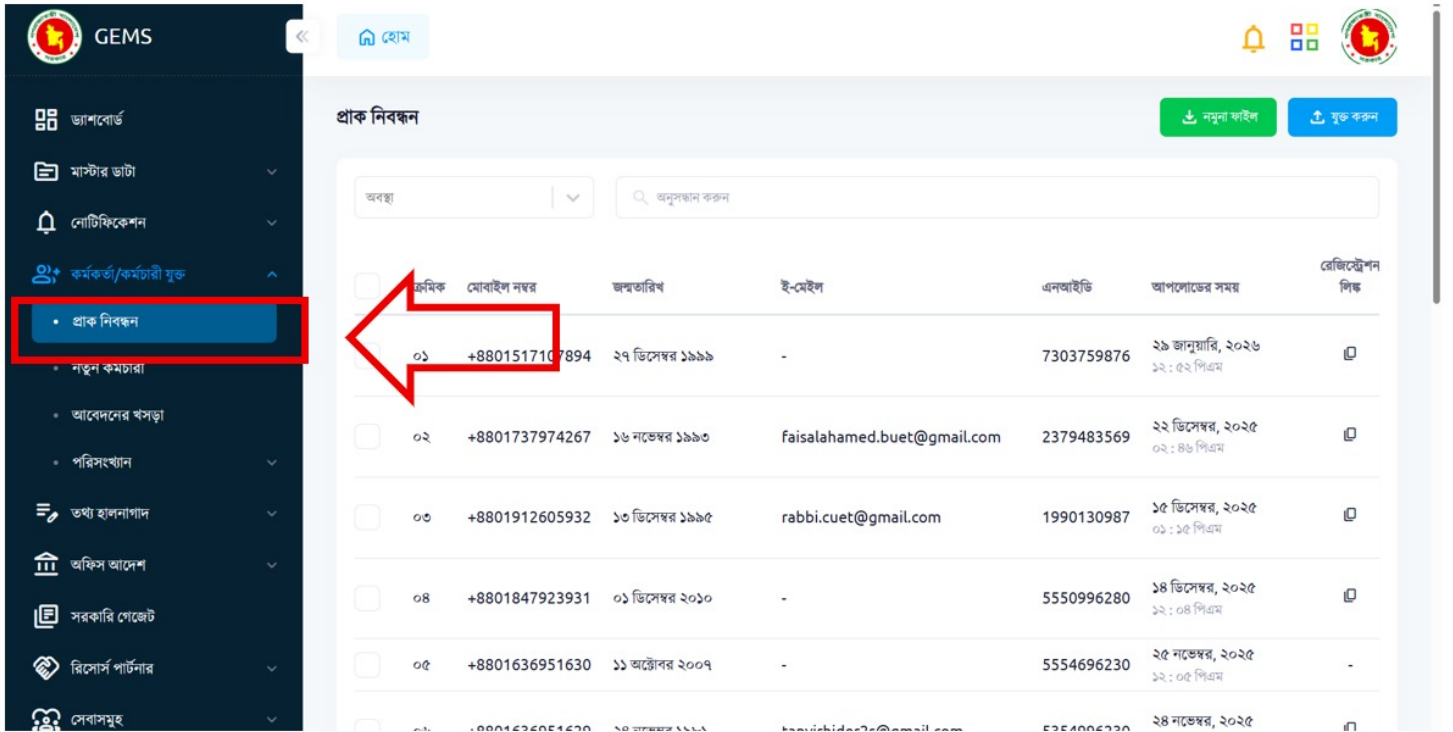 GEMS
হোম
ড্যাশবোর্ড
মাস্টার ডাটা
নোটিফিকেশন
কর্মকর্তা/কর্মচারী যুক্ত
প্রাক নিবন্ধন
নতুন কর্মচারী
আবেদনের খসড়া
পরিসংখ্যান
তথ্য হালনাগাদ
অফিস আদেশ
সরকারি গেজেট
রিসোর্স পার্টনার
সেবাসমুহ
প্রাক নিবন্ধন
নমুনা ফাইল
যুক্ত করুন
অবস্থা
অনুসন্ধান করুন
ক্রমিক মোবাইল নম্বর জন্মতারিখ ই-মেইল এনআইডি আপলোডের সময় রেজিস্ট্রেশন লিঙ্ক
০১ +8801517107894 ২৭ ডিসেম্বর ১৯৯৯ - 7303759876 ২৯ জানুয়ারি, ২০২৬
১২ : ৫২ পিএম
০২ +8801737974267 ১৬ নভেম্বর ১৯৯৩ faisalahamed.buet@gmail.com 2379483569 ২২ ডিসেম্বর, ২০২৫
০২ : ৪৬ পিএম
০৩ +8801912605932 ১৩ ডিসেম্বর ১৯৯৫ rabbi.cuet@gmail.com 1990130987 ১৫ ডিসেম্বর, ২০২৫
০১ : ১৫ পিএম
০৪ +8801847923931 ০১ ডিসেম্বর ২০১০ - 5550996280 ১৪ ডিসেম্বর, ২০২৫
১২ : ০৪ পিএম
০৫ +8801636951630 ১১ অক্টোবর ২০০৭ - 5554696230 ২৫ নভেম্বর, ২০২৫ -
১২ : ০৫ পিএম
২৪ নভেম্বর, ২০২৫